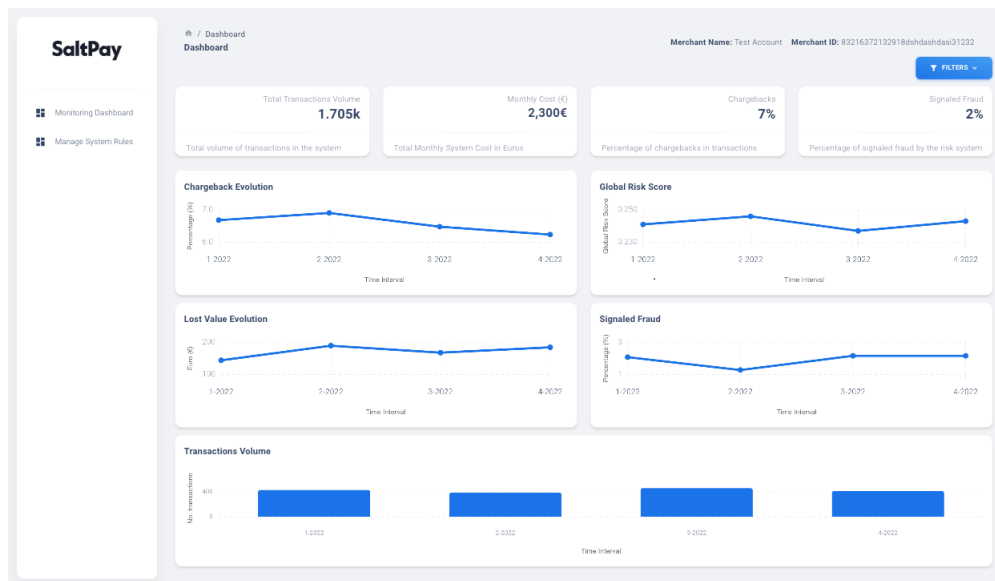 SaltPay
Monitoring Dashboard
Manage System Rules
/ Dashboard
Dashboard
Merchant Name: Test Account Merchant ID: 83216372132918dshdashdasi31232
FILTERS
Total Transactions Volume
1.705k
Total volume of transactions in the system
Monthly Cost (€)
2,300€
Total Monthly System Cost in Euros
Chargebacks
7%
Percentage of chargebacks in transactions
Signaled Fraud
2%
Percentage of signaled fraud by the risk system
Chargeback Evolution
Percentage (%)
7.0
6.0
1-2022 2-2022 3-2022 4-2022
Time Interval
Global Risk Score
Global Risk Score
0.250
0.230
1-2022 2-2022 3-2022 4-2022
Time Interval
Lost Value Evolution
Euro (€)
200
100
1-2022 2-2022 3-2022 4-2022
Time Interval
Signaled Fraud
Percentage (%)
3
1
1-2022 2-2022 3-2022 4-2022
Time Interval
Transactions Volume
No. transactions
400
0
1-2022 2-2022 3-2022 4-2022
Time Interval